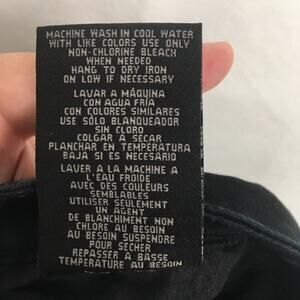 MACHINE WASH IN COOL WATER
WITH LIKE COLORS USE ONLY
NON-CHLORINE BLEACH
WHEN NEEDED
HANG TO DRY IRON
ON LOW IF NECESSARY
LAVAR A MÁQUINA
CON AGUA FRÍA
CON COLORES SIMILARES
USE SÓLO BLANQUEADOR
SIN CLORO
COLGAR A SECAR
PLANCHAR EN TEMPERATURA
BAJA SI ES NECESARIO
LAVER A LA MACHINE A
L'EAU FROIDE
AVEC DES COULEURS
SEMBLABLES
UTILISER SEULEMENT
UN AGENT
DE BLANCHIMENT NON
CHLORE AU BESOIN
AU BESOIN SUSPENDRE
POUR SÉCHER
REPASSER A BASSE
TEMPERATURE AU BESOIN